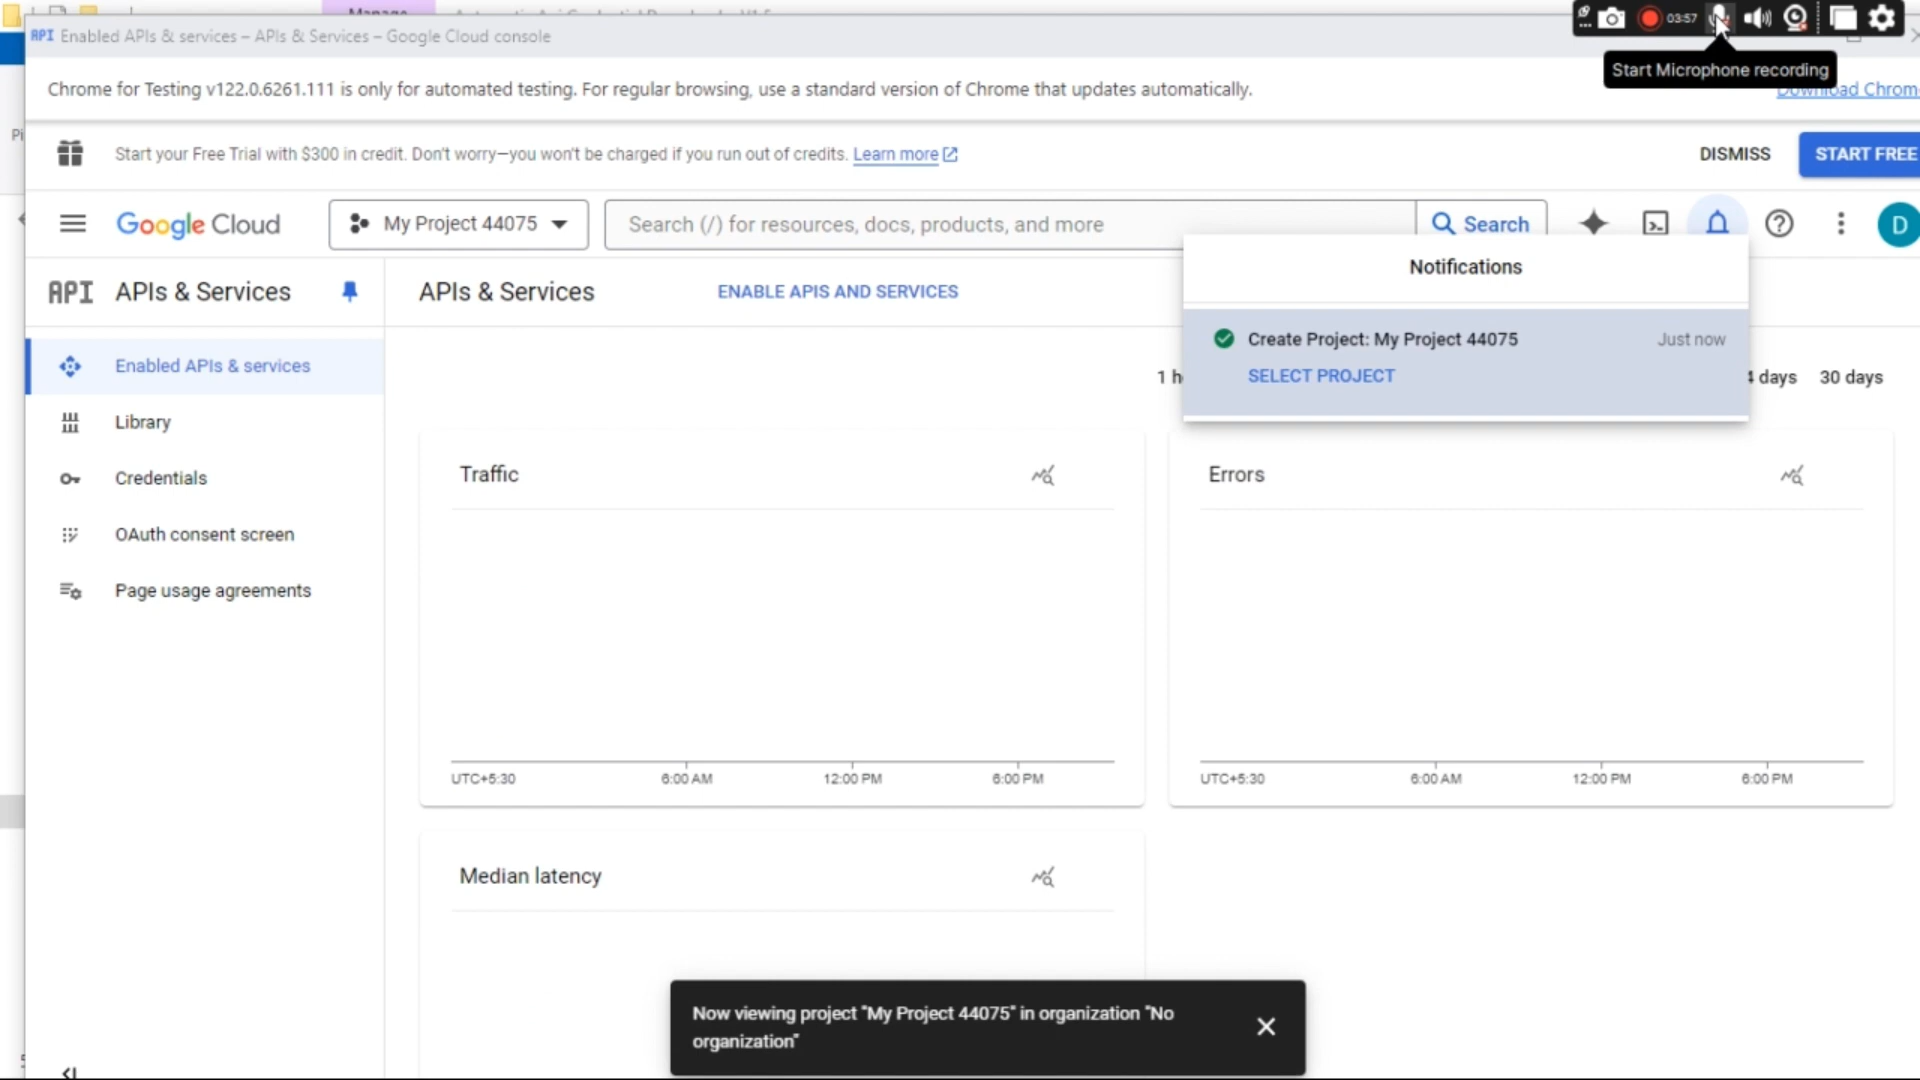 Manage
03:57
API Enabled APIs & services – APIs & Services – Google Cloud console
Start Microphone recording
Chrome for Testing v122.0.6261.111 is only for automated testing. For regular browsing, use a standard version of Chrome that updates automatically.
Download Chrome
Pi
Start your Free Trial with $300 in credit. Don't worry—you won't be charged if you run out of credits. Learn more
DISMISS
START FREE
Google Cloud
My Project 44075
Search (/) for resources, docs, products, and more
Search
D
Notifications
API APIs & Services
APIs & Services
ENABLE APIS AND SERVICES
Create Project: My Project 44075
Just now
SELECT PROJECT
Enabled APIs & services
1 h
4 days
30 days
Library
Credentials
OAuth consent screen
Page usage agreements
Traffic
Errors
UTC+5:30
6:00 AM
12:00 PM
6:00 PM
UTC+5:30
6:00 AM
12:00 PM
6:00 PM
Median latency
Now viewing project "My Project 44075" in organization "No
organization"